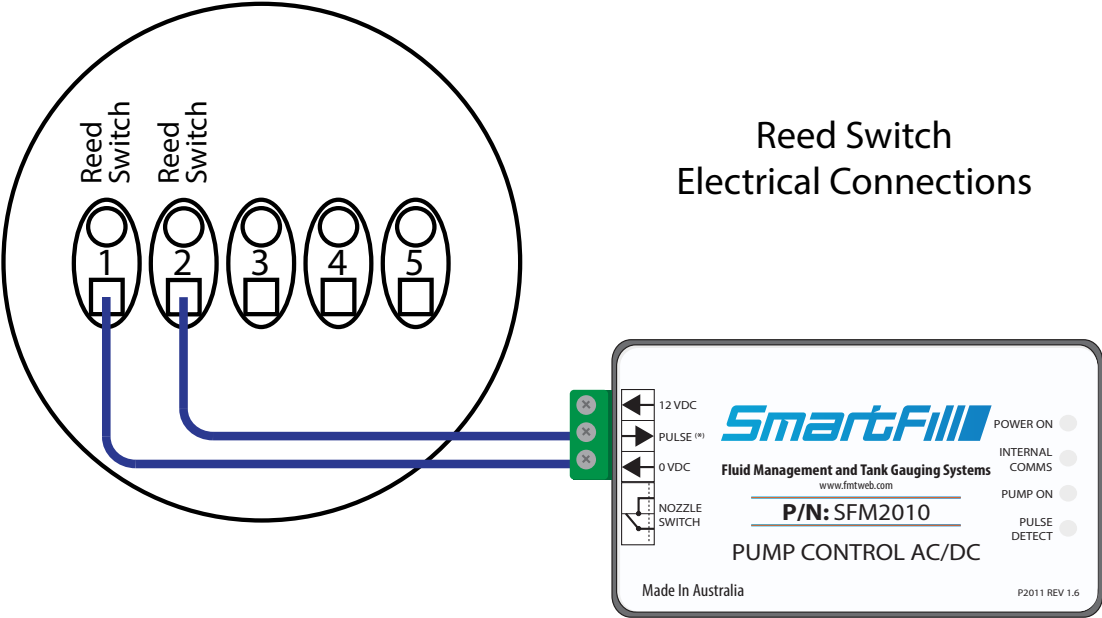 Reed Switch
Electrical Connections
Reed
Switch
Reed
Switch
1
2
3
4
5
12 VDC
PULSE (*)
0 VDC
NOZZLE
SWITCH
SmartFill
Fluid Management and Tank Gauging Systems
www.fmtweb.com
P/N: SFM2010
PUMP CONTROL AC/DC
POWER ON
INTERNAL
COMMS
PUMP ON
PULSE
DETECT
Made In Australia
P2011 REV 1.6